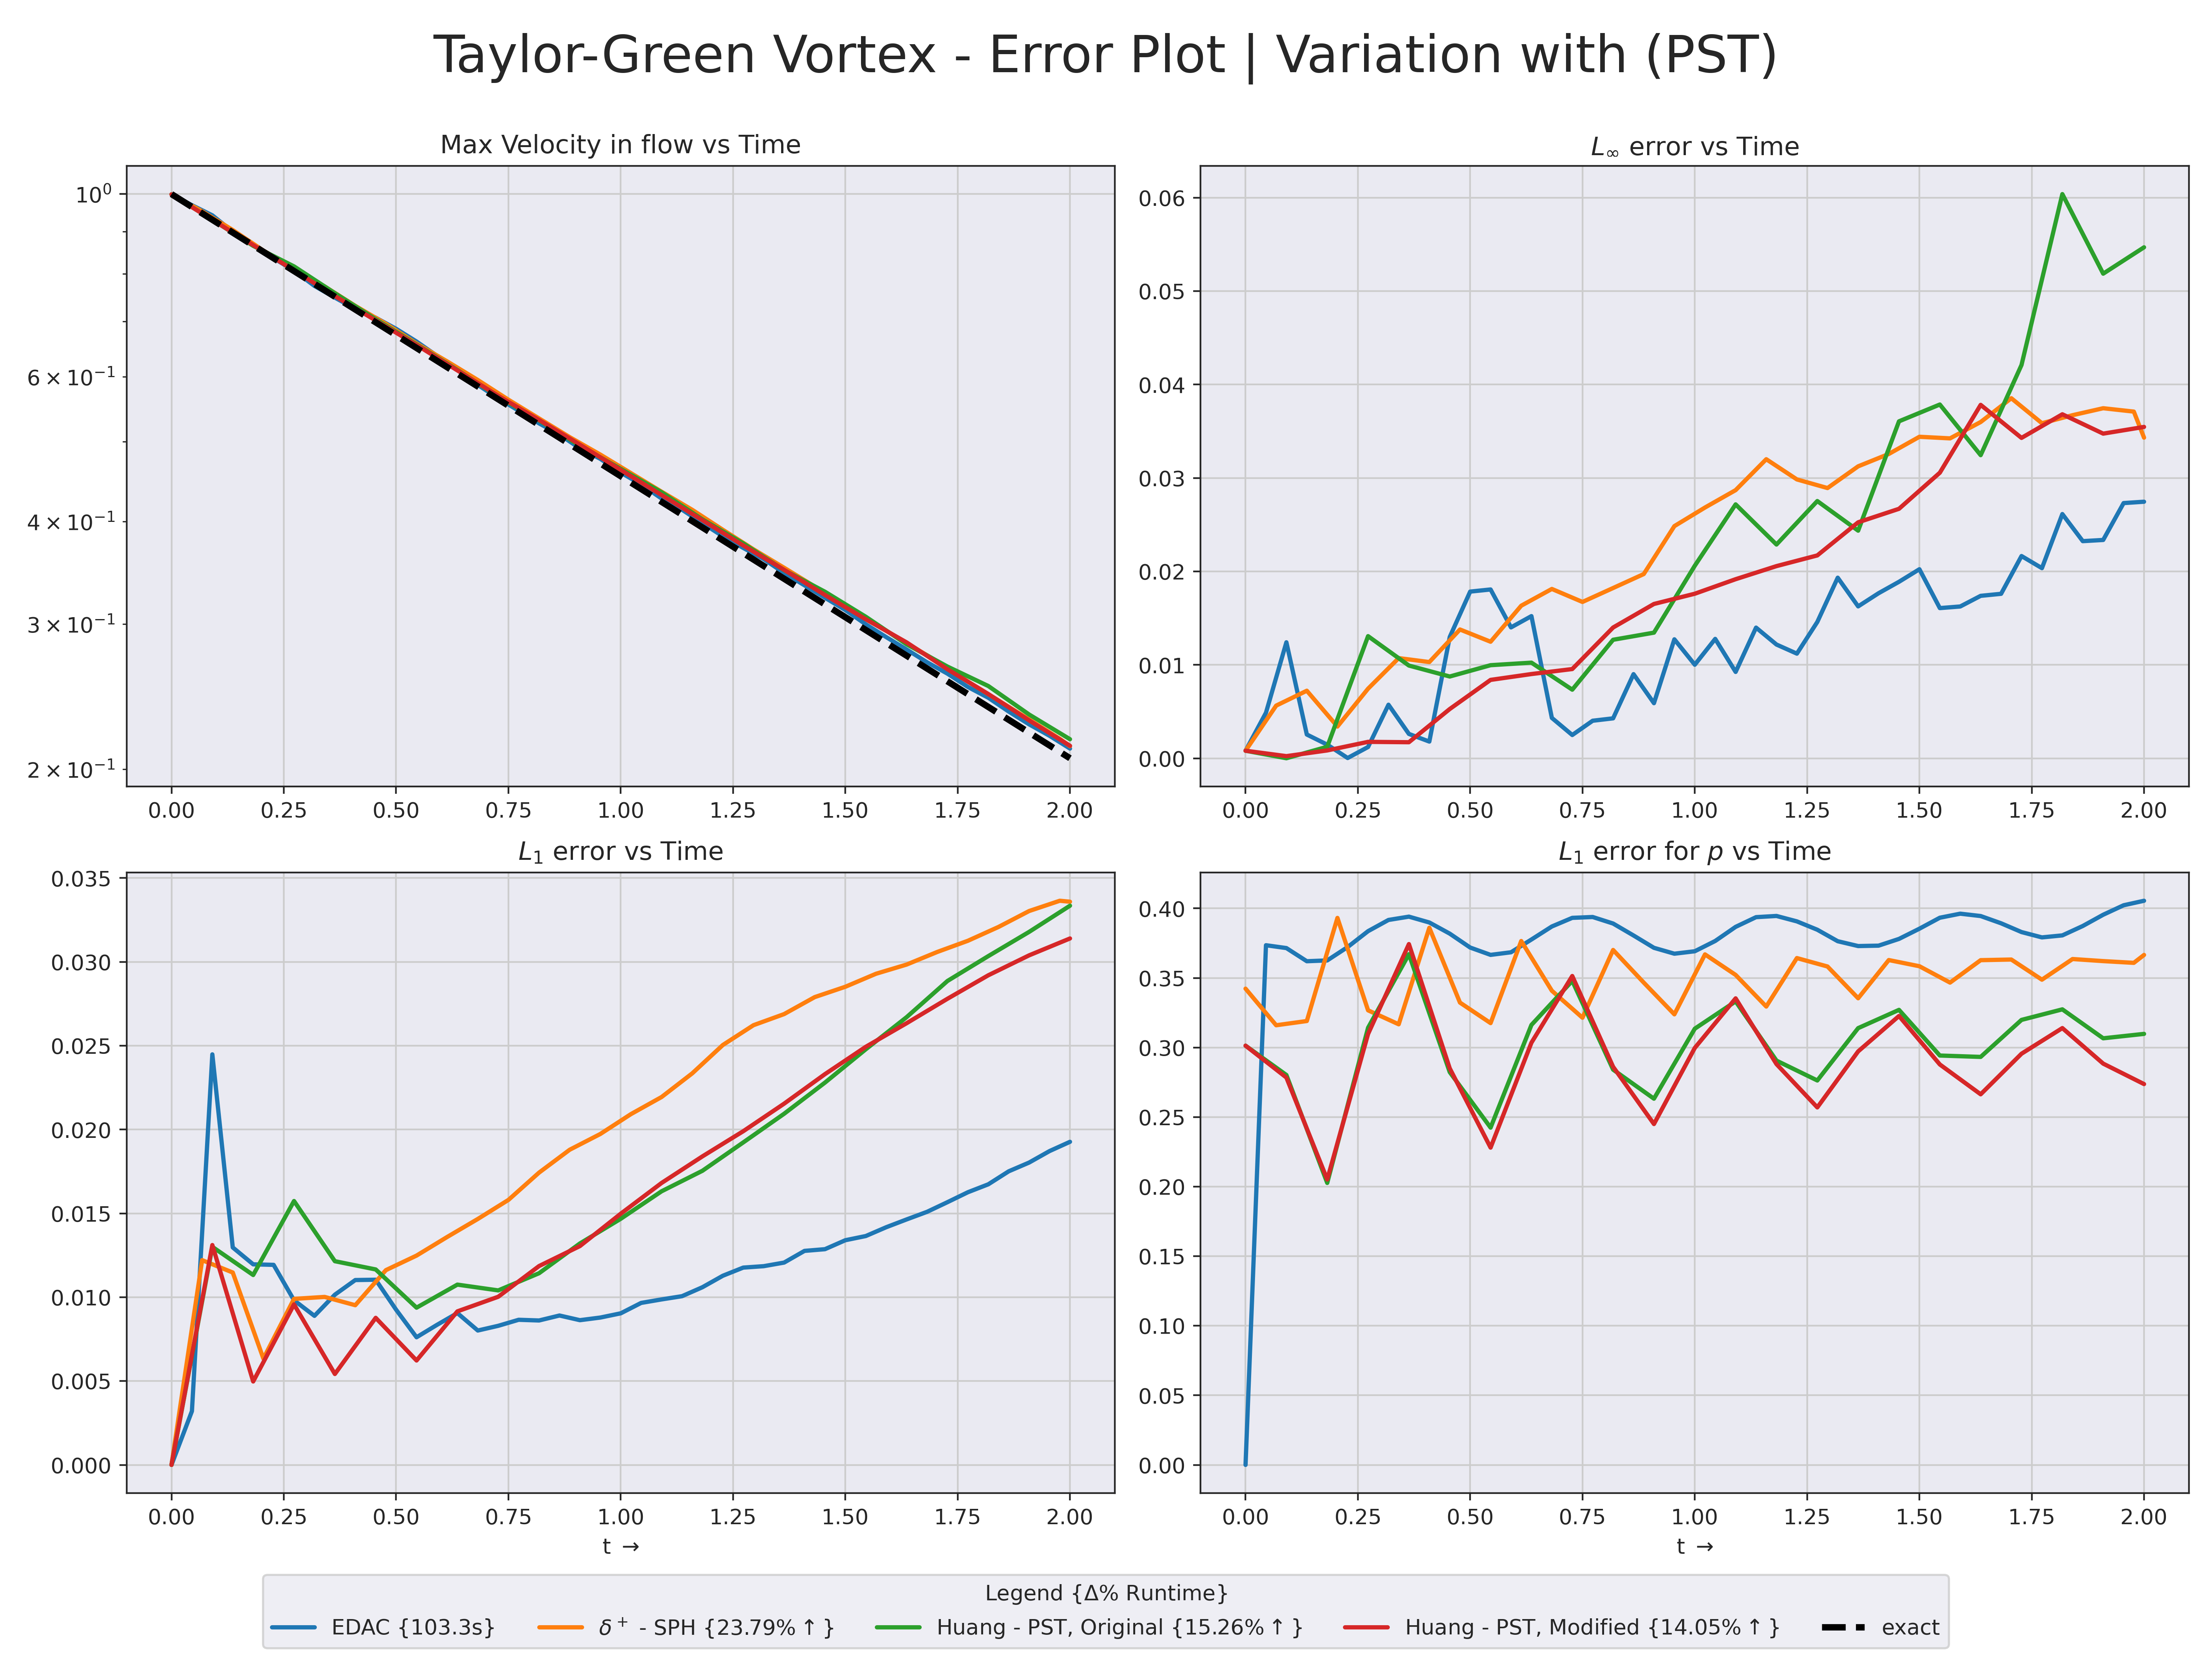 Taylor-Green Vortex - Error Plot | Variation with (PST)
Max Velocity in flow vs Time
10⁰
6 × 10⁻¹
4 × 10⁻¹
3 × 10⁻¹
2 × 10⁻¹
0.00 0.25 0.50 0.75 1.00 1.25 1.50 1.75 2.00
L∞ error vs Time
0.06
0.05
0.04
0.03
0.02
0.01
0.00
0.00 0.25 0.50 0.75 1.00 1.25 1.50 1.75 2.00
L₁ error vs Time
0.035
0.030
0.025
0.020
0.015
0.010
0.005
0.000
0.00 0.25 0.50 0.75 1.00 1.25 1.50 1.75 2.00
t →
L₁ error for p vs Time
0.40
0.35
0.30
0.25
0.20
0.15
0.10
0.05
0.00
0.00 0.25 0.50 0.75 1.00 1.25 1.50 1.75 2.00
t →
Legend {Δ% Runtime}
EDAC {103.3s} δ⁺ - SPH {23.79% ↑ } Huang - PST, Original {15.26% ↑ } Huang - PST, Modified {14.05% ↑ } exact